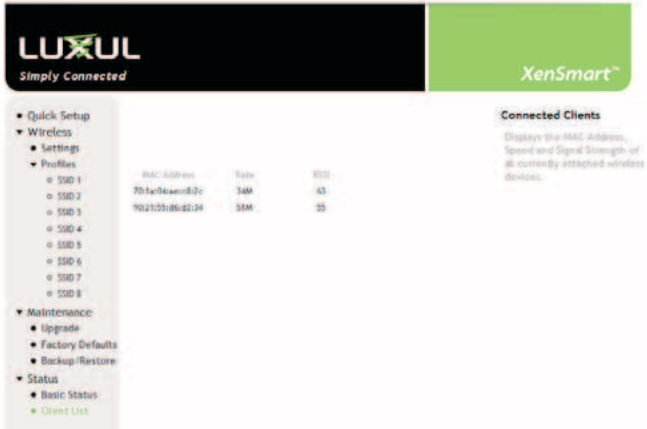 LUXUL
Simply Connected
XenSmart™
Quick Setup
Wireless
Settings
Profiles
SSID 1
SSID 2
SSID 3
SSID 4
SSID 5
SSID 6
SSID 7
SSID 8
Maintenance
Upgrade
Factory Defaults
Backup/Restore
Status
Basic Status
Client List
MAC Address Rate RSSI
63
55
Connected Clients
Displays the MAC Address,
Speed and Signal Strength of
all currently attached wireless
devices.